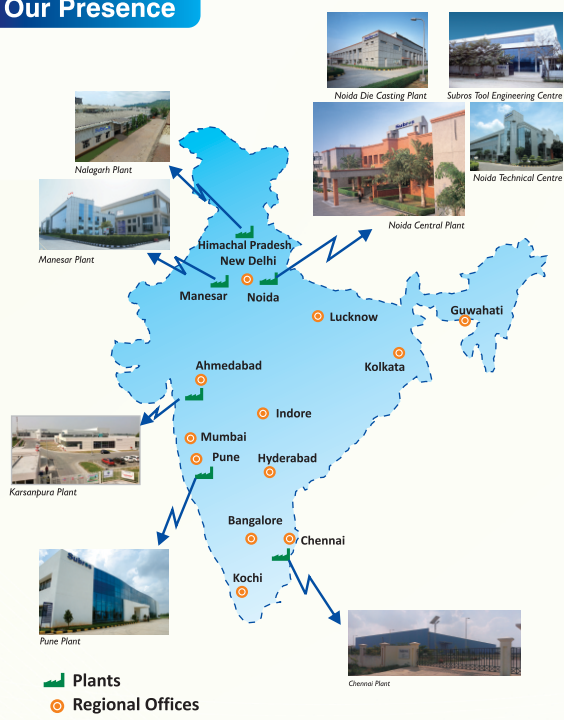 Our Presence
Noida Die Casting Plant
Subros Tool Engineering Centre
Subros
Nalagarh Plant
Noida Technical Centre
Noida Central Plant
Manesar Plant
Himachal Pradesh
New Delhi
Manesar
Noida
Lucknow
Guwahati
Kolkata
Ahmedabad
Indore
Karsanpura Plant
Mumbai
Pune
Hyderabad
Bangalore
Chennai
Subros
Kochi
Pune Plant
Chennai Plant
Plants
Regional Offices